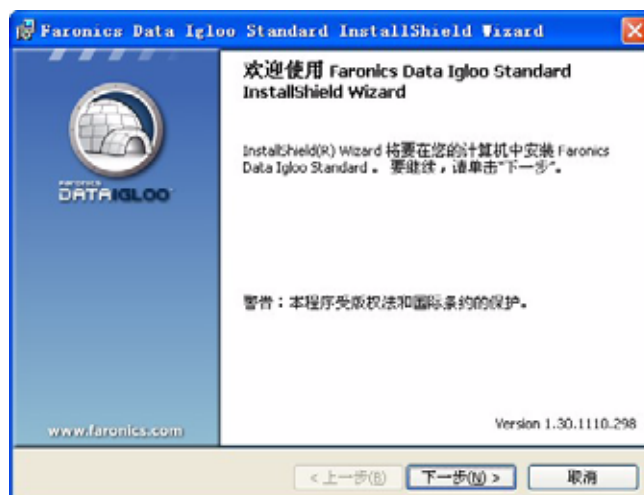 Faronics Data Igloo Standard InstallShield Wizard
欢迎使用 Faronics Data Igloo Standard
InstallShield Wizard
InstallShield(R) Wizard 将要在您的计算机中安装 Faronics
Data Igloo Standard 。 要继续，请单击“下一步”。
FARONICS
DATAIGLOO
警告：本程序受版权法和国际条约的保护。
Version 1.30.1110.298
www.faronics.com
< 上一步(B)
下一步(N) >
取消